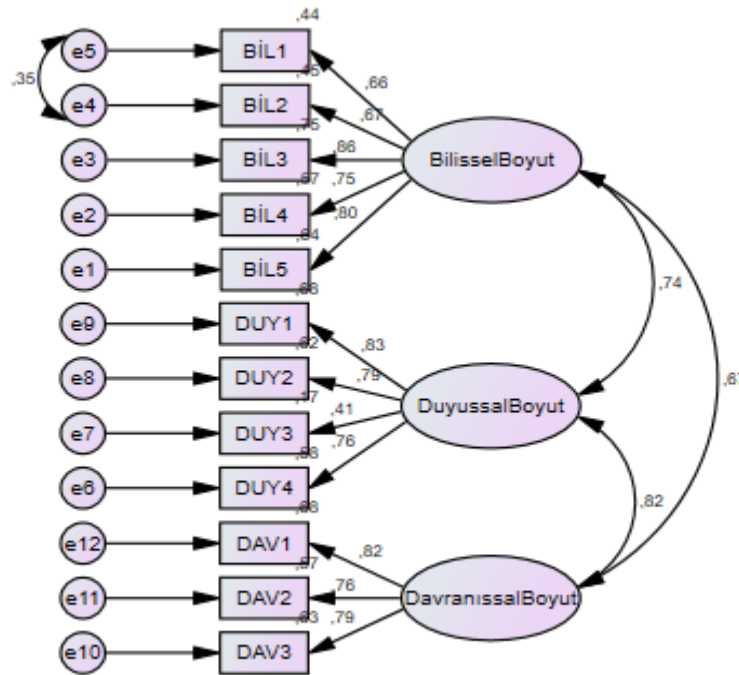 ,44
e5 BİL1
,66
,35
,45
e4 BİL2
,67
,75
e3 BİL3
,86
BilisselBoyut
,57
,75
e2 BİL4
,80
,64
e1 BİL5
,74
,68
e9 DUY1
,83
,62
e8 DUY2
,79
,67
,17
,41
e7 DUY3
DuyussalBoyut
,76
,58
e6 DUY4
,68
e12 DAV1
,82
,82
,57
e11 DAV2
,76
DavranıssalBoyut
,63
,79
e10 DAV3